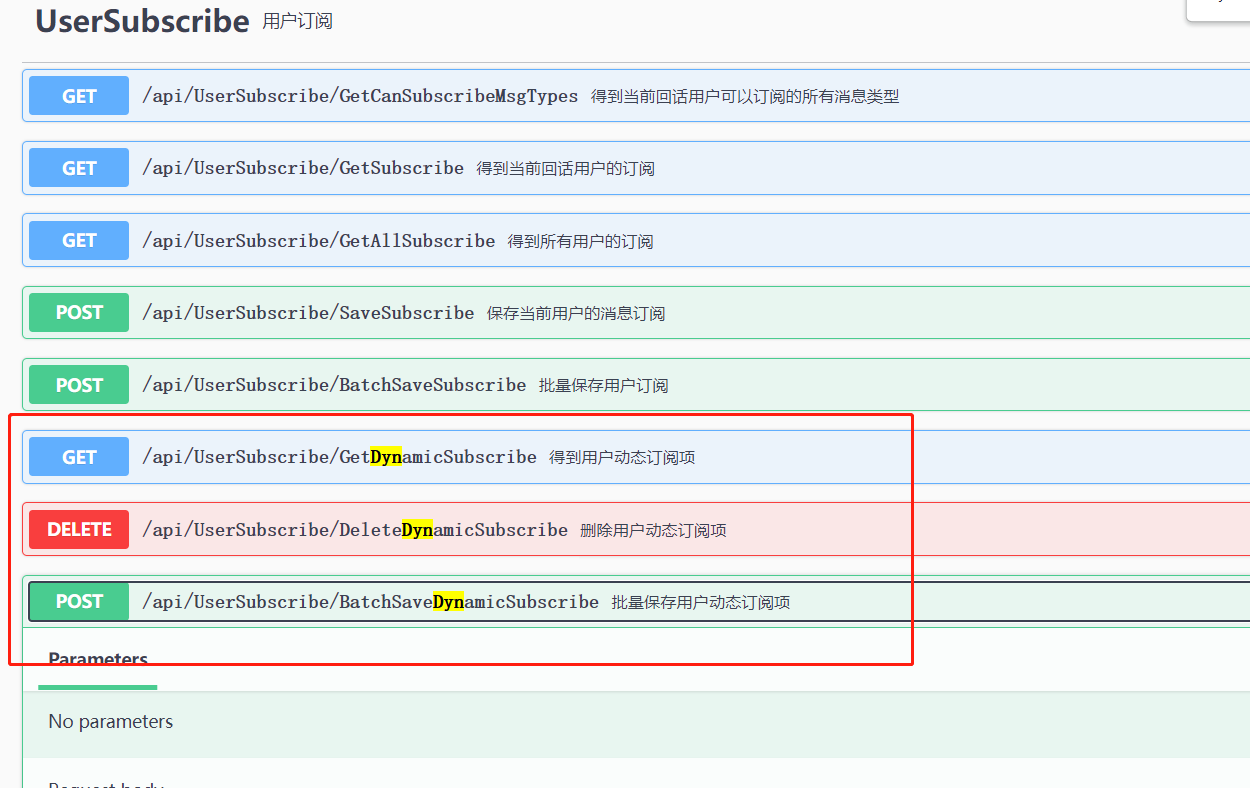 UserSubscribe 用户订阅
GET /api/UserSubscribe/GetCanSubscribeMsgTypes 得到当前回话用户可以订阅的所有消息类型
GET /api/UserSubscribe/GetSubscribe 得到当前回话用户的订阅
GET /api/UserSubscribe/GetAllSubscribe 得到所有用户的订阅
POST /api/UserSubscribe/SaveSubscribe 保存当前用户的消息订阅
POST /api/UserSubscribe/BatchSaveSubscribe 批量保存用户订阅
GET /api/UserSubscribe/GetDynamicSubscribe 得到用户动态订阅项
DELETE /api/UserSubscribe/DeleteDynamicSubscribe 删除用户动态订阅项
POST /api/UserSubscribe/BatchSaveDynamicSubscribe 批量保存用户动态订阅项
Parameters
No parameters
Request body